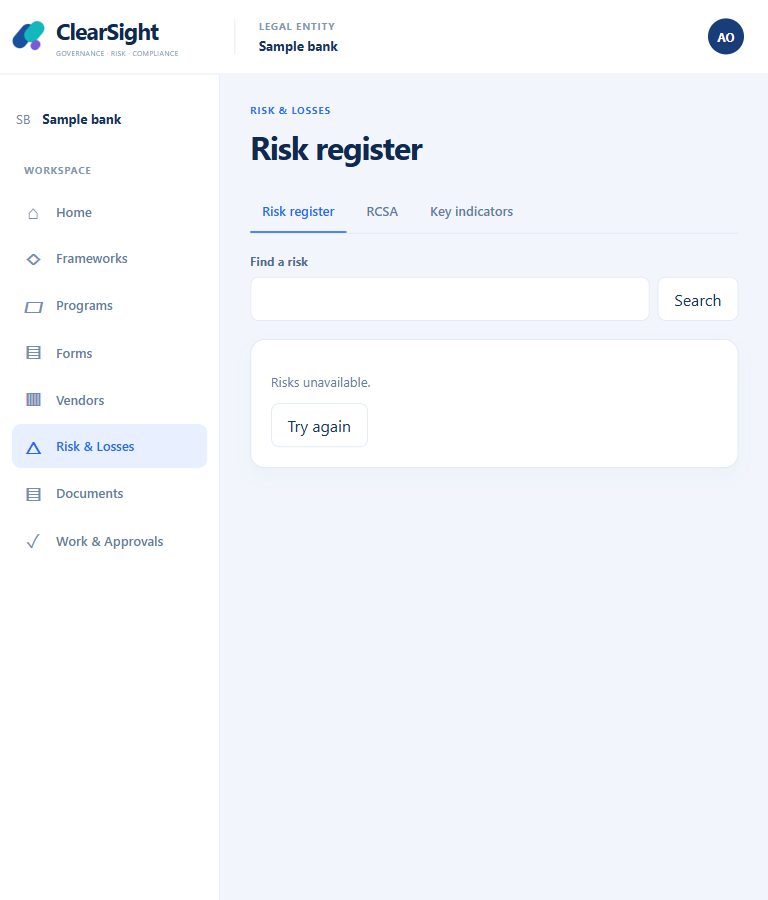 ClearSight
GOVERNANCE · RISK · COMPLIANCE
LEGAL ENTITY
Sample bank
AO
SB Sample bank
WORKSPACE
Home
Frameworks
Programs
Forms
Vendors
Risk & Losses
Documents
Work & Approvals
RISK & LOSSES
Risk register
Risk register RCSA Key indicators
Find a risk
Search
Risks unavailable.
Try again